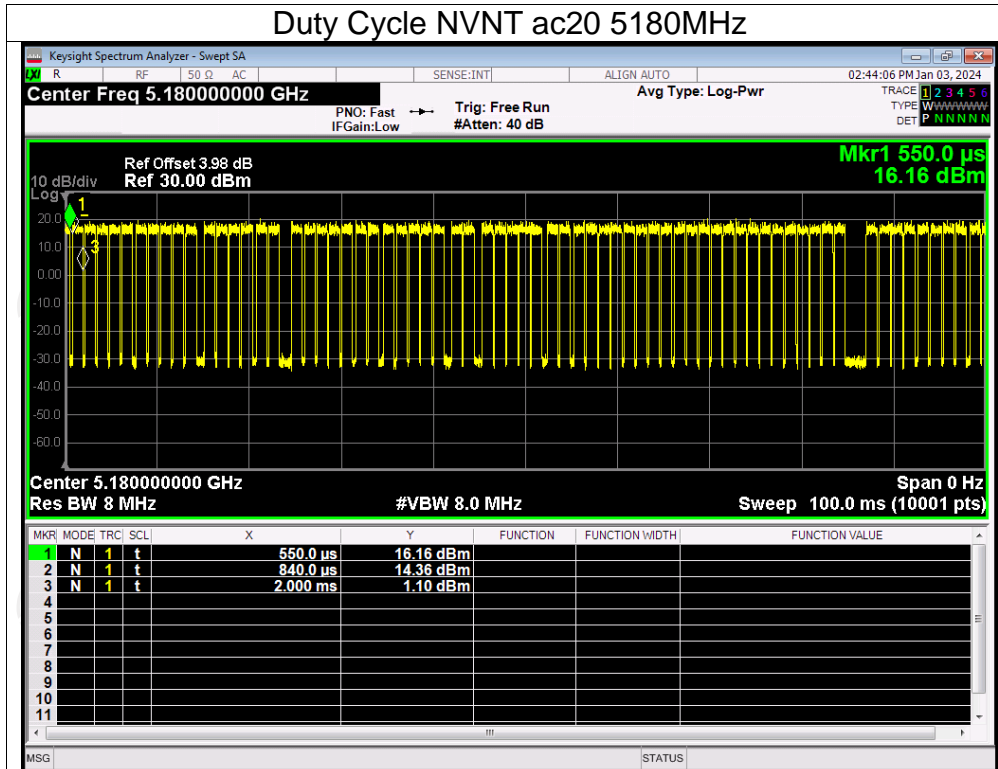 Duty Cycle NVNT ac20 5180MHz
Keysight Spectrum Analyzer - Swept SA
LXI R RF 50 Ω AC SENSE:INT ALIGN AUTO 02:44:06 PM Jan 03, 2024
Center Freq 5.180000000 GHz Avg Type: Log-Pwr TRACE 1 2 3 4 5 6
PNO: Fast Trig: Free Run TYPE WWWWWW
IFGain:Low #Atten: 40 dB DET P N N N N N
Mkr1 550.0 µs
Ref Offset 3.98 dB
10 dB/div Ref 30.00 dBm 16.16 dBm
Log
1
20.0
3
10.0
0.00
-10.0
-20.0
-30.0
-40.0
-50.0
-60.0
Center 5.180000000 GHz Span 0 Hz
Res BW 8 MHz #VBW 8.0 MHz Sweep 100.0 ms (10001 pts)
MKR MODE TRC SCL X Y FUNCTION FUNCTION WIDTH FUNCTION VALUE
1 N 1 t 550.0 µs 16.16 dBm
2 N 1 t 840.0 µs 14.36 dBm
3 N 1 t 2.000 ms 1.10 dBm
4
5
6
7
8
9
10
11
MSG STATUS